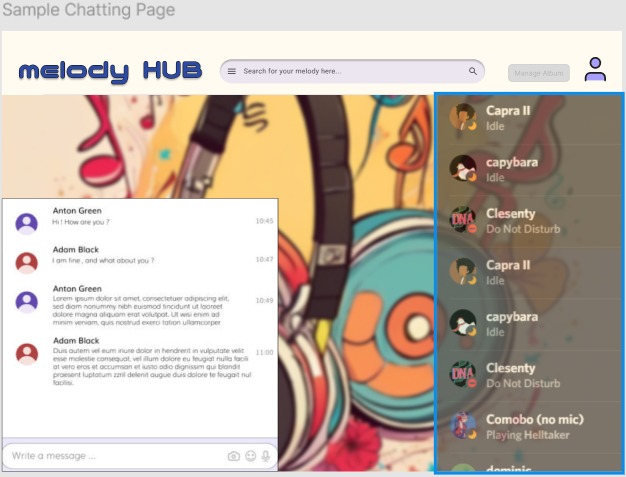 Sample Chatting Page
melody HUB
Search for your melody here...
Manage Album
Anton Green
Hi ! How are you ?
10:45
Adam Black
I am fine , and what about you ?
10:47
Anton Green
Lorem ipsum dolor sit amet, consectetuer adipiscing elit,
sed diam nonummy nibh euismod tincidunt ut laoreet
dolore magna aliquam erat volutpat. Ut wisi enim ad
minim veniam, quis nostrud exerci tation ullamcorper
10:49
Adam Black
Duis autem vel eum iriure dolor in hendrerit in vulputate velit
esse molestie consequat, vel illum dolore eu feugiat nulla facili
at vero eros et accumsan et iusto odio dignissim qui blandit
praesent luptatum zzril delenit augue duis dolore te feugait nul
facilisi.
11:00
Write a message ...
Capra II
Idle
capybara
Idle
DNA
Clesenty
Do Not Disturb
Capra II
Idle
capybara
Idle
DNA
Clesenty
Do Not Disturb
Comobo (no mic)
Playing Helltaker
dominic